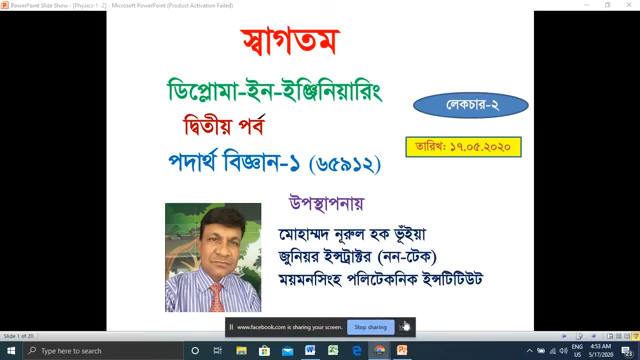 PowerPoint Slide Show - [Physics-1-2] - Microsoft PowerPoint (Product Activation Failed)
স্বাগতম
ডিপ্লোমা-ইন-ইঞ্জিনিয়ারিং
লেকচার-২
দ্বিতীয় পর্ব
তারিখ: ১৭.০৫.২০২০
পদার্থ বিজ্ঞান-১ (৬৫৯১২)
উপস্থাপনায়
মোহাম্মদ নূরুল হক ভূঁইয়া
জুনিয়র ইন্সট্রাক্টর (নন-টেক)
ময়মনসিংহ পলিটেকনিক ইন্সটিটিউট
www.facebook.com is sharing your screen.
Stop sharing
Slide 1 of 20
Type here to search
ENG
US
4:53 AM
5/17/2020